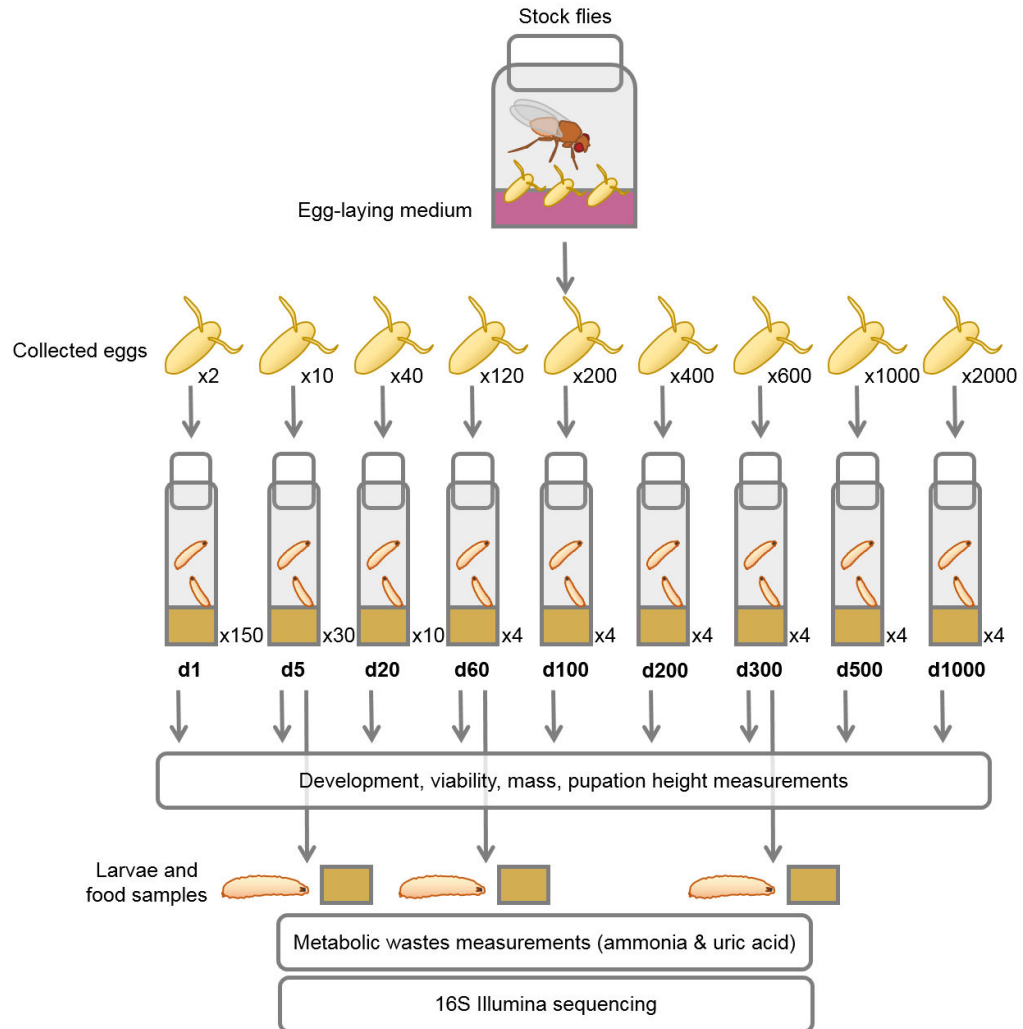 Stock flies
Egg-laying medium
Collected eggs
x2 x10 x40 x120 x200 x400 x600 x1000 x2000
x150 x30 x10 x4 x4 x4 x4 x4 x4
d1 d5 d20 d60 d100 d200 d300 d500 d1000
Development, viability, mass, pupation height measurements
Larvae and
food samples
Metabolic wastes measurements (ammonia & uric acid)
16S Illumina sequencing